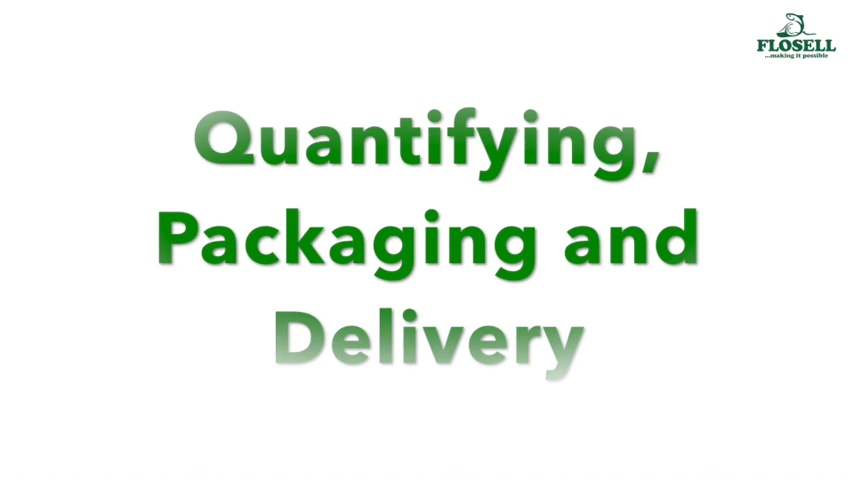 FLOSELL
...making it possible
Quantifying,
Packaging and
Delivery